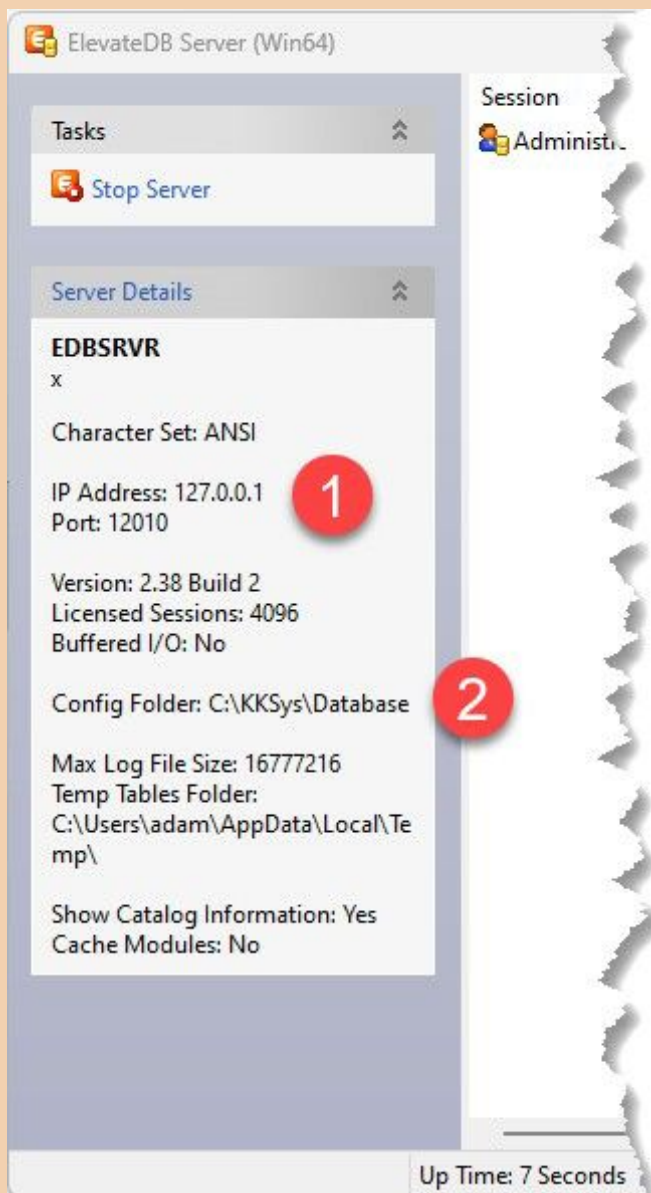 ElevateDB Server (Win64)
Tasks
Stop Server
Server Details
EDBSRVR
x
Character Set: ANSI
IP Address: 127.0.0.1
Port: 12010
1
Version: 2.38 Build 2
Licensed Sessions: 4096
Buffered I/O: No
Config Folder: C:\KKSys\Database
2
Max Log File Size: 16777216
Temp Tables Folder:
C:\Users\adam\AppData\Local\Te
mp\
Show Catalog Information: Yes
Cache Modules: No
Session
Up Time: 7 Seconds